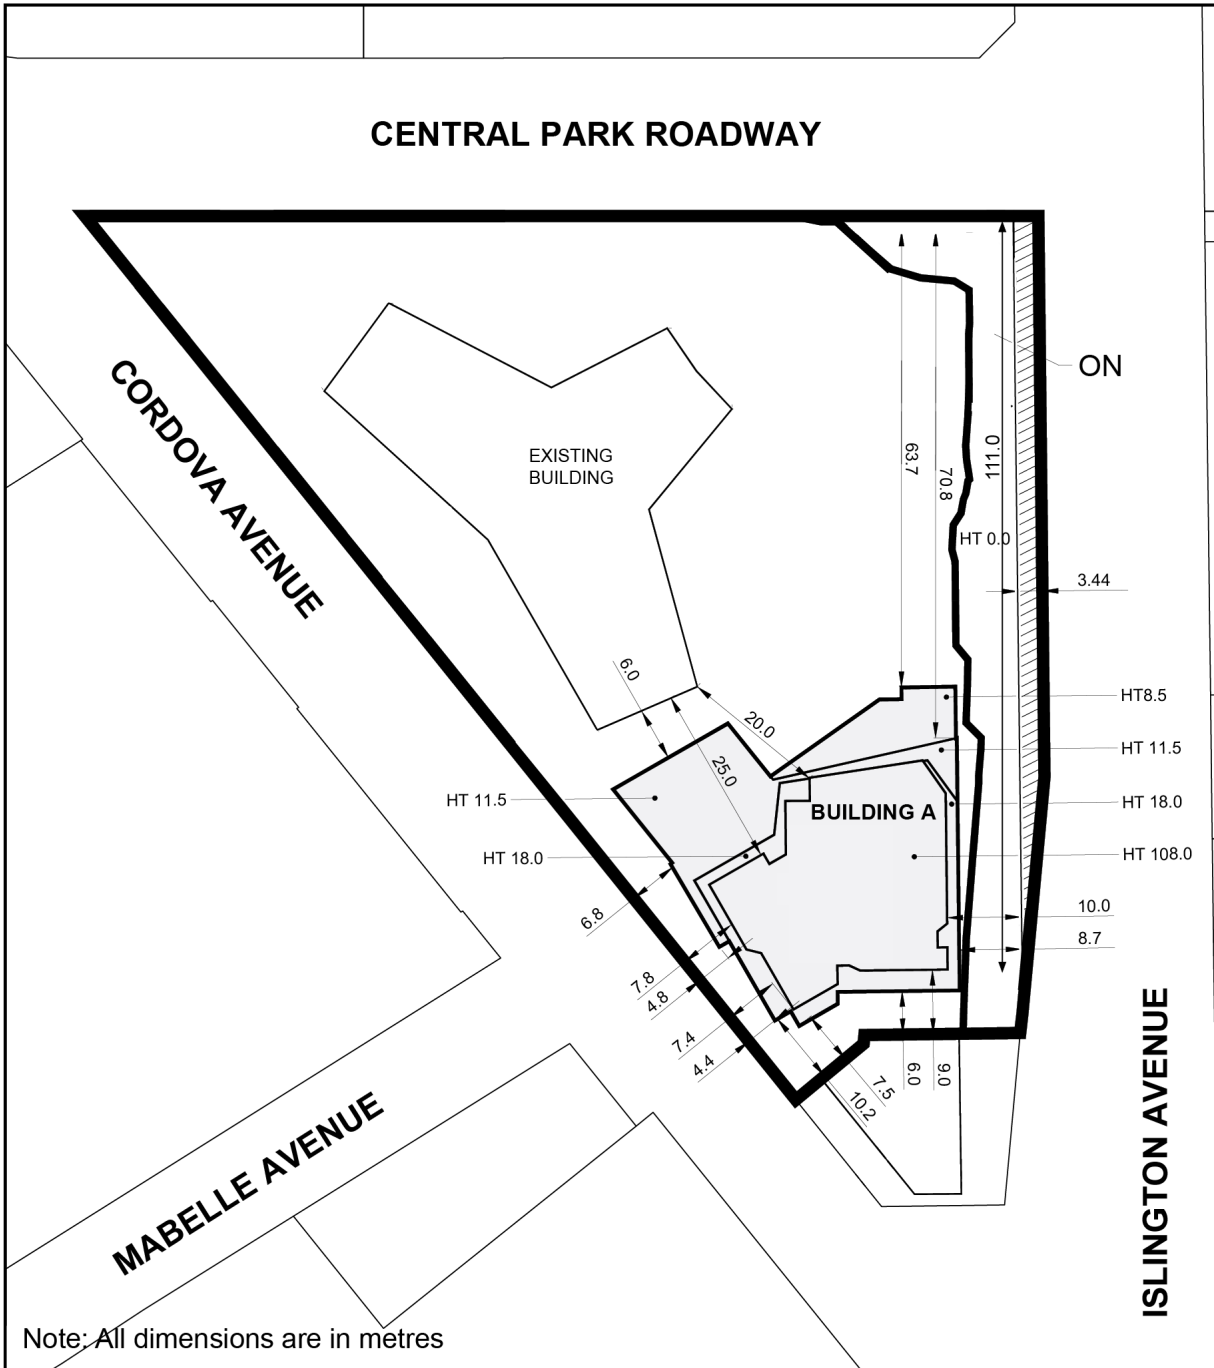 CENTRAL PARK ROADWAY
ON
CORDOVA AVENUE
EXISTING
BUILDING
63.7
70.8
111.0
HT 0.0
3.44
6.0
20.0
25.0
HT8.5
HT 11.5
HT 11.5
HT 18.0
BUILDING A
HT 18.0
HT 108.0
6.8
10.0
8.7
7.8
4.8
7.4
4.4
7.5
10.2
6.0
9.0
MABELLE AVENUE
ISLINGTON AVENUE
Note: All dimensions are in metres